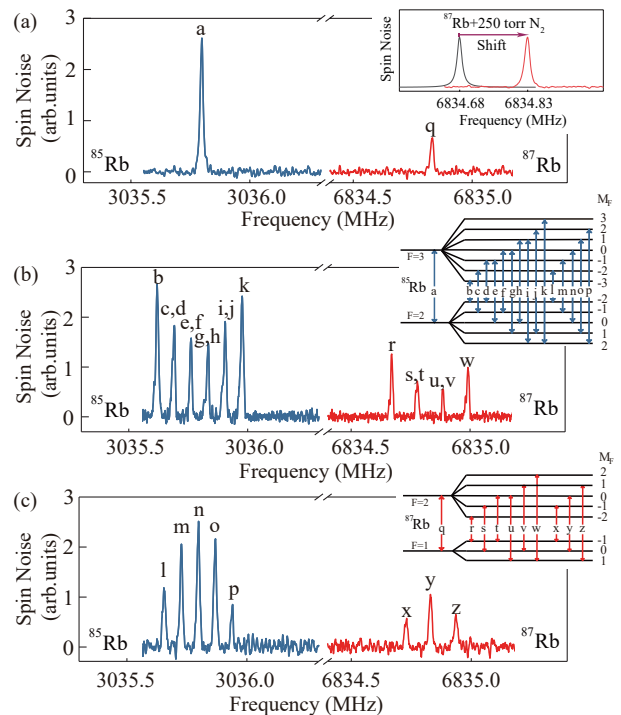 (a)
Spin Noise
(arb.units)
3
2
1
0
a
q
85Rb
87Rb
3035.5
3036.0
6834.5
6835.0
Frequency (MHz)
Spin Noise
87Rb+250 torr N2
Shift
6834.68
6834.83
Frequency (MHz)
(b)
Spin Noise
(arb.units)
3
2
1
0
b
c,d
e,f
g,h
i,j
k
r
s,t
u,v
w
85Rb
87Rb
3035.5
3036.0
6834.5
6835.0
Frequency (MHz)
MF
3
2
1
0
-1
-2
-3
-2
-1
0
1
2
F=3
85Rb
F=2
a
b c d e f g h i j k l m n o p
(c)
Spin Noise
(arb.units)
3
2
1
0
l
m
n
o
p
x
y
z
85Rb
87Rb
3035.5
3036.0
6834.5
6835.0
Frequency (MHz)
MF
2
1
0
-1
-2
-1
0
1
F=2
87Rb
F=1
q
r s t u v w x y z